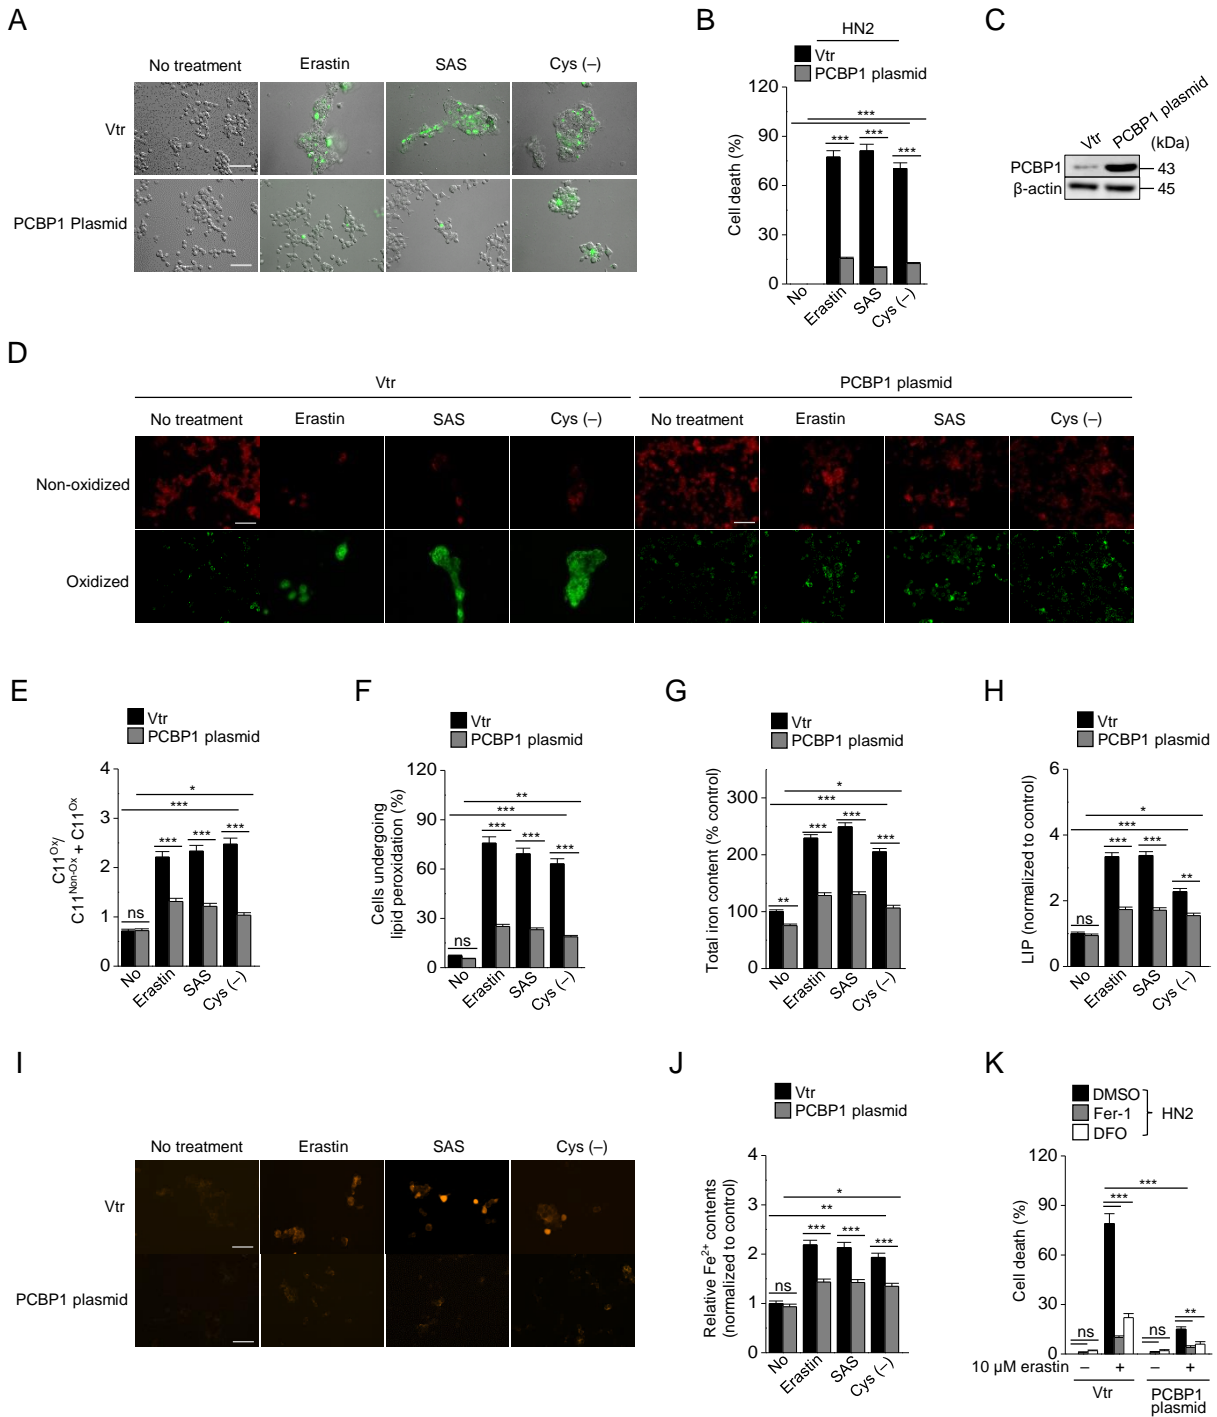 A
No treatment
Erastin
SAS
Cys (–)
Vtr
PCBP1 Plasmid
B
HN2
Vtr
PCBP1 plasmid
Cell death (%)
120
90
60
30
0
***
***
***
***
No
Erastin
SAS
Cys (–)
C
Vtr
PCBP1 plasmid
(kDa)
PCBP1
43
β-actin
45
D
Vtr
PCBP1 plasmid
No treatment
Erastin
SAS
Cys (–)
No treatment
Erastin
SAS
Cys (–)
Non-oxidized
Oxidized
E
Vtr
PCBP1 plasmid
C11Ox/
C11Non-Ox + C11Ox
4
3
2
1
0
*
***
***
***
***
ns
No
Erastin
SAS
Cys (–)
F
Vtr
PCBP1 plasmid
Cells undergoing
lipid peroxidation (%)
120
90
60
30
0
**
***
***
***
***
ns
No
Erastin
SAS
Cys (–)
G
Vtr
PCBP1 plasmid
Total iron content (% control)
300
200
100
0
*
***
***
***
***
**
No
Erastin
SAS
Cys (–)
H
Vtr
PCBP1 plasmid
LIP (normalized to control)
6
4
2
0
*
***
***
***
**
ns
No
Erastin
SAS
Cys (–)
I
No treatment
Erastin
SAS
Cys (–)
Vtr
PCBP1 plasmid
J
Vtr
PCBP1 plasmid
Relative Fe2+ contents
(normalized to control)
4
3
2
1
0
*
**
***
***
***
ns
No
Erastin
SAS
Cys (–)
K
DMSO
Fer-1
DFO
HN2
Cell death (%)
120
90
60
30
0
***
***
**
ns
ns
10 µM erastin
–
+
–
+
Vtr
PCBP1
plasmid